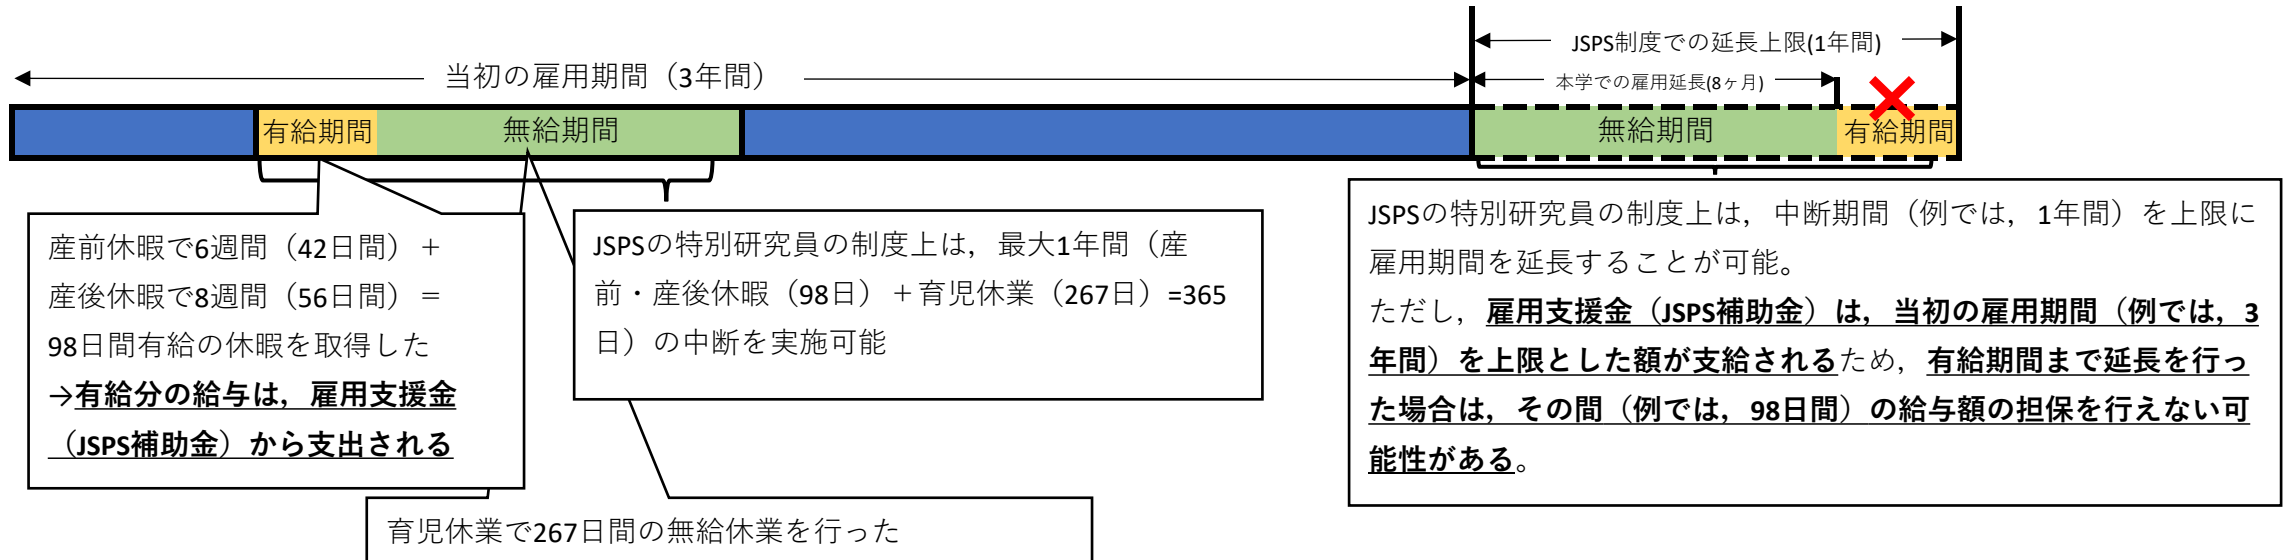 JSPS制度での延長上限(1年間)
当初の雇用期間（3年間）
本学での雇用延長(8ヶ月)
有給期間
無給期間
無給期間
有給期間
産前休暇で6週間（42日間）＋
産後休暇で8週間（56日間）＝
98日間有給の休暇を取得した
→有給分の給与は，雇用支援金
（JSPS補助金）から支出される
JSPSの特別研究員の制度上は，最大1年間（産
前・産後休暇（98日）＋育児休業（267日）=365
日）の中断を実施可能
JSPSの特別研究員の制度上は，中断期間（例では，1年間）を上限に
雇用期間を延長することが可能。
ただし，雇用支援金（JSPS補助金）は，当初の雇用期間（例では，3
年間）を上限とした額が支給されるため，有給期間まで延長を行っ
た場合は，その間（例では，98日間）の給与額の担保を行えない可
能性がある。
育児休業で267日間の無給休業を行った